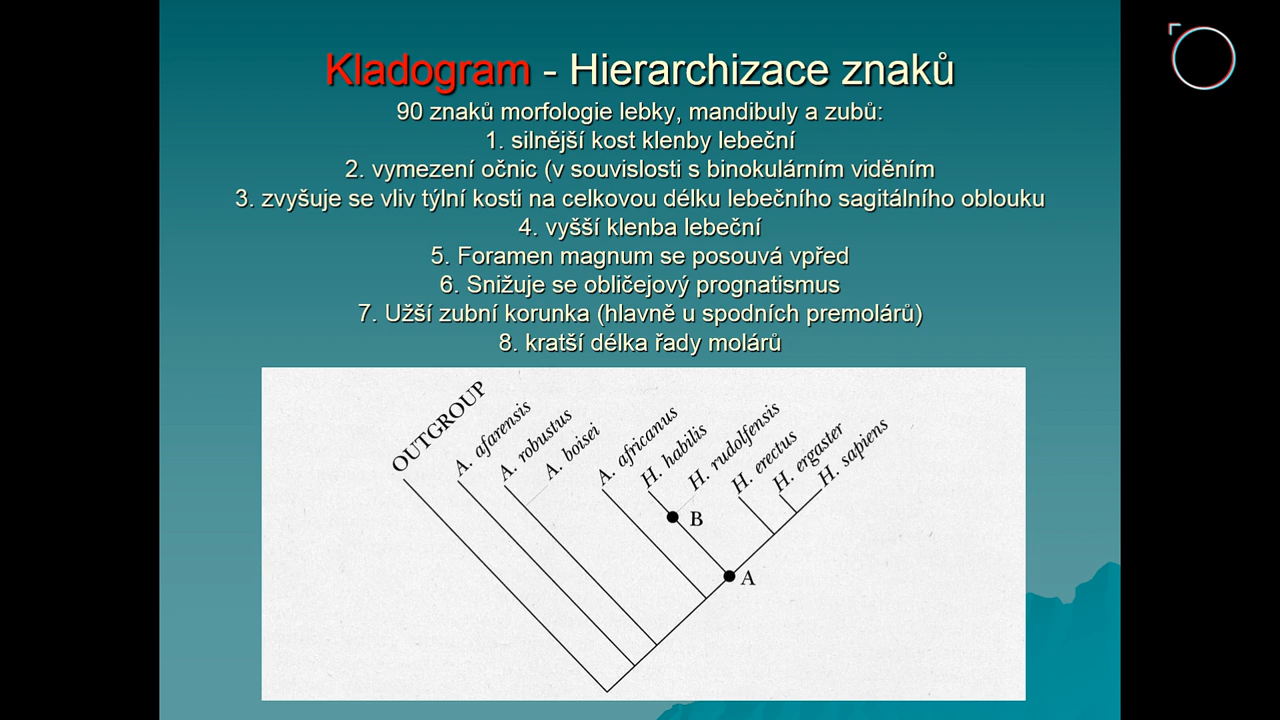 Kladogram - Hierarchizace znaků
90 znaků morfologie lebky, mandibuly a zubů:
1. silnější kost klenby lebeční
2. vymezení očnic (v souvislosti s binokulárním viděním
3. zvyšuje se vliv týlní kosti na celkovou délku lebečního sagitálního oblouku
4. vyšší klenba lebeční
5. Foramen magnum se posouvá vpřed
6. Snižuje se obličejový prognatismus
7. Užší zubní korunka (hlavně u spodních premolárů)
8. kratší délka řady molárů
OUTGROUP
A. afarensis
A. robustus
A. boisei
A. africanus
H. habilis
H. rudolfensis
H. erectus
H. ergaster
H. sapiens
B
A